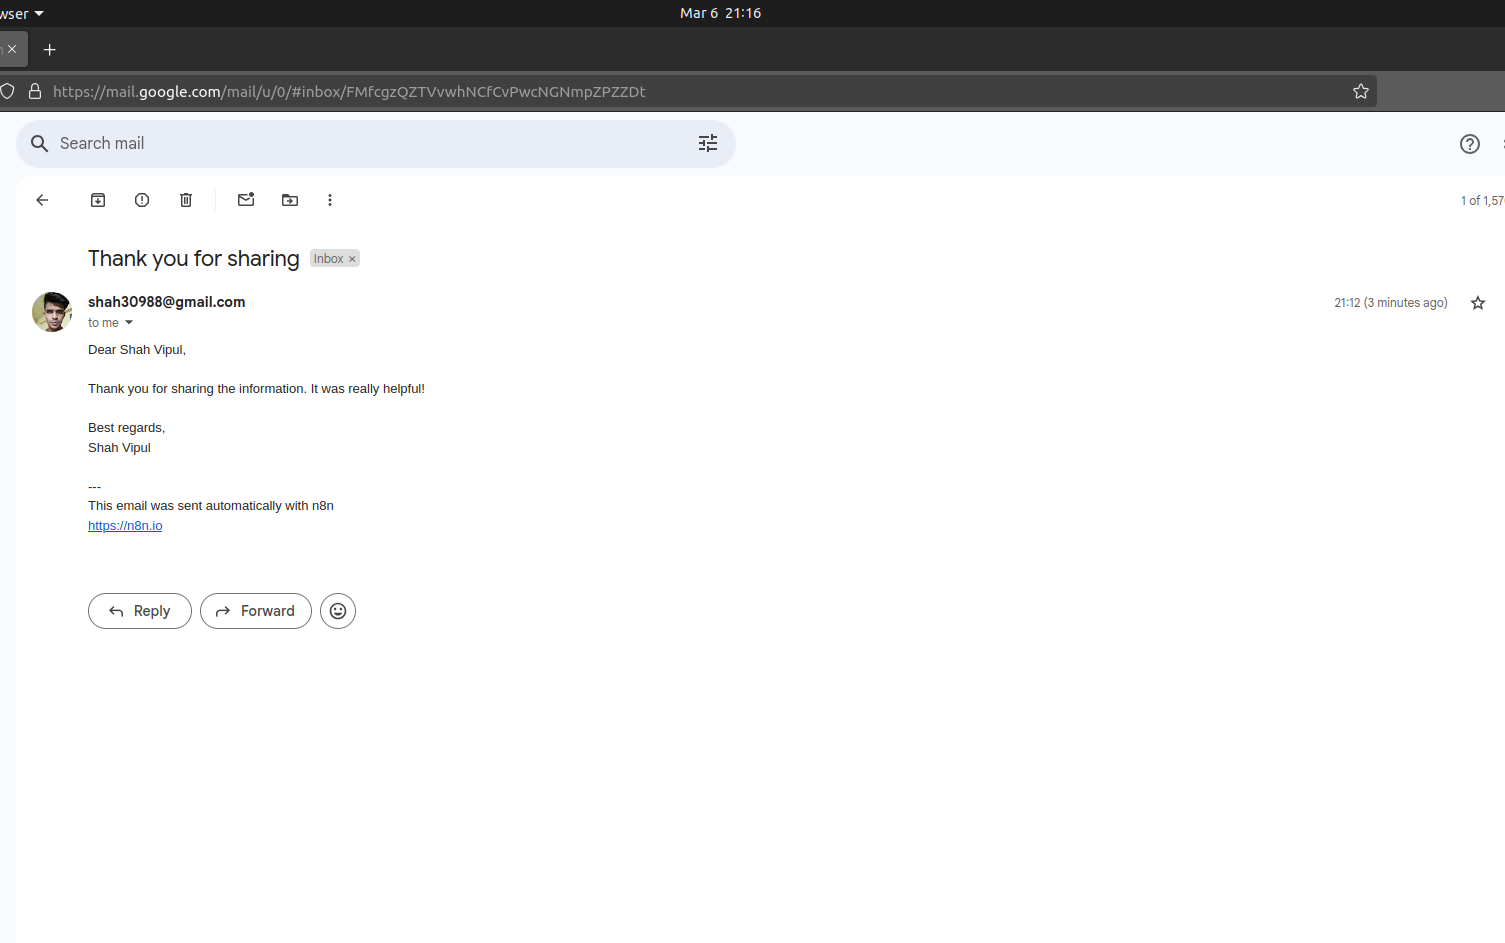 wser
Mar 6 21:16
https://mail.google.com/mail/u/0/#inbox/FMfcgzQZTVvwhNCfCvPwcNGNmpZPZZDt
Search mail
1 of 1,57
Thank you for sharing Inbox ×
shah30988@gmail.com
21:12 (3 minutes ago)
to me
Dear Shah Vipul,
Thank you for sharing the information. It was really helpful!
Best regards,
Shah Vipul
---
This email was sent automatically with n8n
https://n8n.io
Reply
Forward